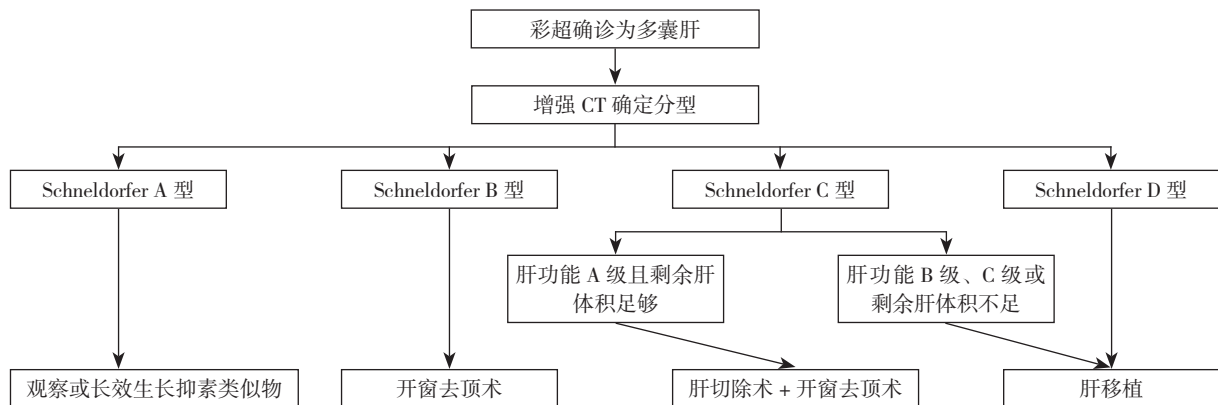 彩超确诊为多囊肝
增强 CT 确定分型
Schneldorfer A 型
Schneldorfer B 型
Schneldorfer C 型
Schneldorfer D 型
肝功能 A 级且剩余肝
体积足够
肝功能 B 级、C 级或
剩余肝体积不足
观察或长效生长抑素类似物
开窗去顶术
肝切除术 + 开窗去顶术
肝移植